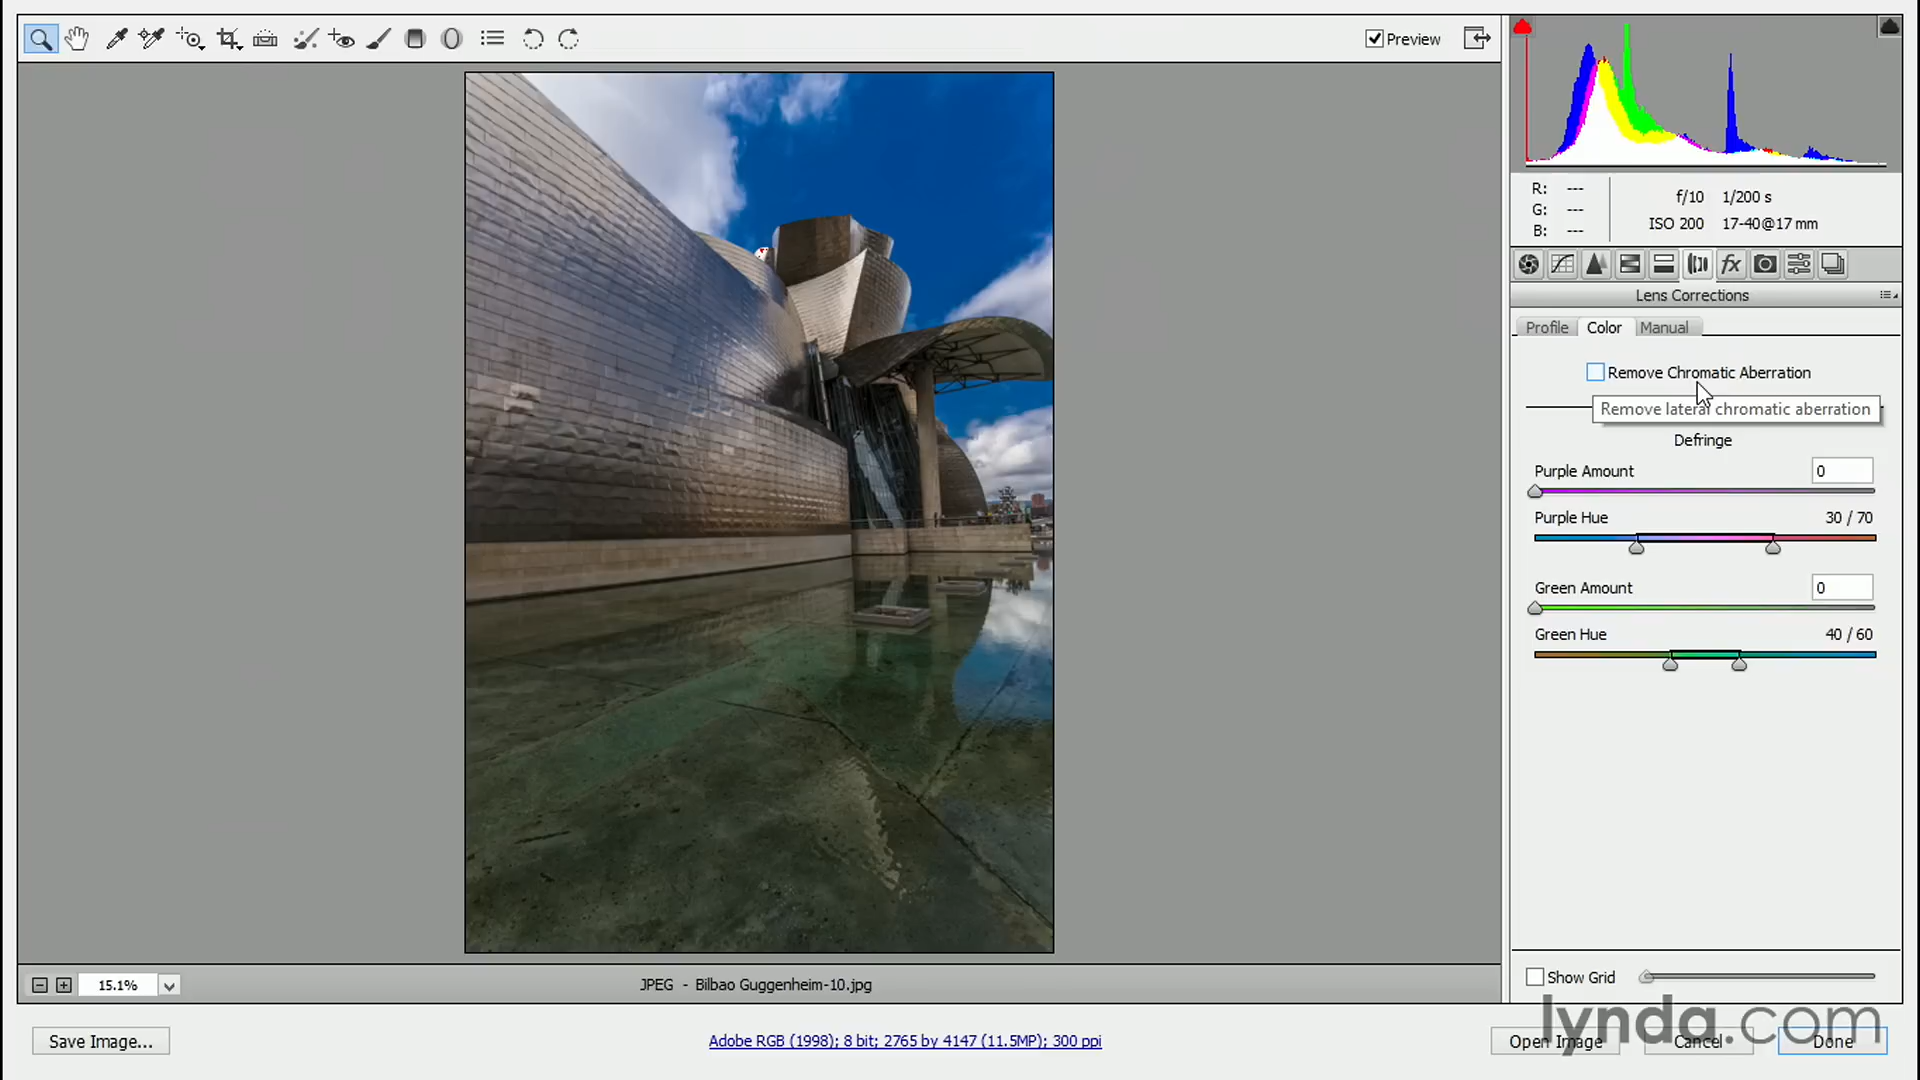 Preview
R: ---
G: ---
B: ---
f/10 1/200 s
ISO 200 17-40@17 mm
fx
Lens Corrections
Profile Color Manual
Remove Chromatic Aberration
Remove lateral chromatic aberration
Defringe
Purple Amount 0
Purple Hue 30 / 70
Green Amount 0
Green Hue 40 / 60
Show Grid
15.1%
JPEG - Bilbao Guggenheim-10.jpg
lynda.com
Save Image...
Adobe RGB (1998); 8 bit; 2765 by 4147 (11.5MP); 300 ppi
Open Image Cancel Done